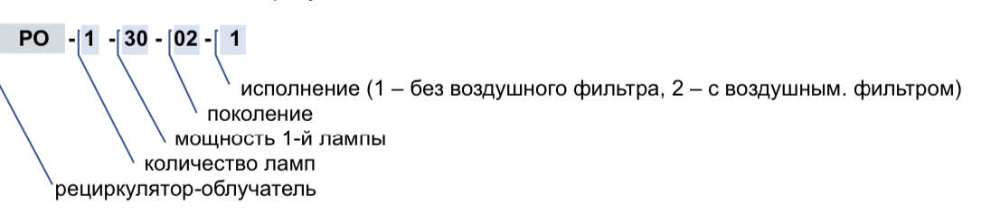 РО -1 -30 - 02 - 1
исполнение (1 – без воздушного фильтра, 2 – с воздушным. фильтром)
поколение
мощность 1-й лампы
количество ламп
рециркулятор-облучатель